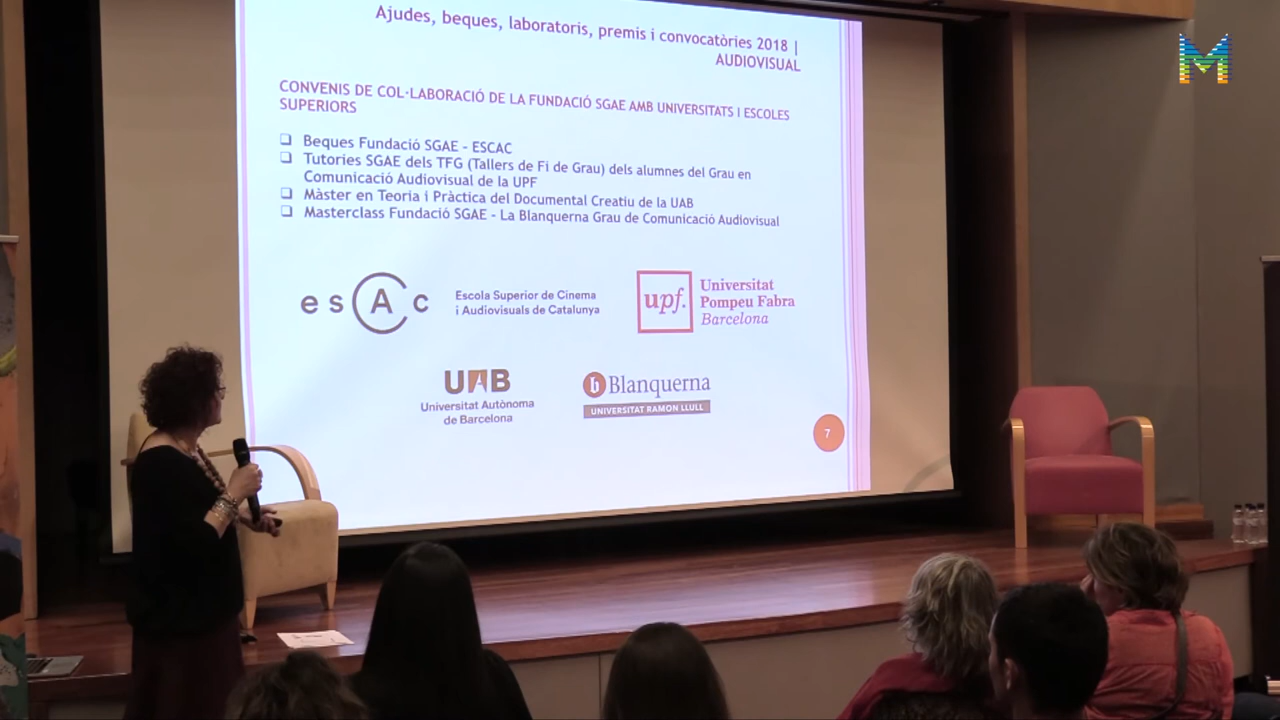 Ajudes, beques, laboratoris, premis i convocatòries 2018 |
AUDIOVISUAL
CONVENIS DE COL·LABORACIÓ DE LA FUNDACIÓ SGAE AMB UNIVERSITATS I ESCOLES
SUPERIORS
Beques Fundació SGAE - ESCAC
Tutories SGAE dels TFG (Tallers de Fi de Grau) dels alumnes del Grau en
Comunicació Audiovisual de la UPF
Màster en Teoria i Pràctica del Documental Creatiu de la UAB
Masterclass Fundació SGAE - La Blanquerna Grau de Comunicació Audiovisual
esAc
Escola Superior de Cinema
i Audiovisuals de Catalunya
upf.
Universitat
Pompeu Fabra
Barcelona
UAB
Universitat Autònoma
de Barcelona
b Blanquerna
UNIVERSITAT RAMON LLULL
7
M